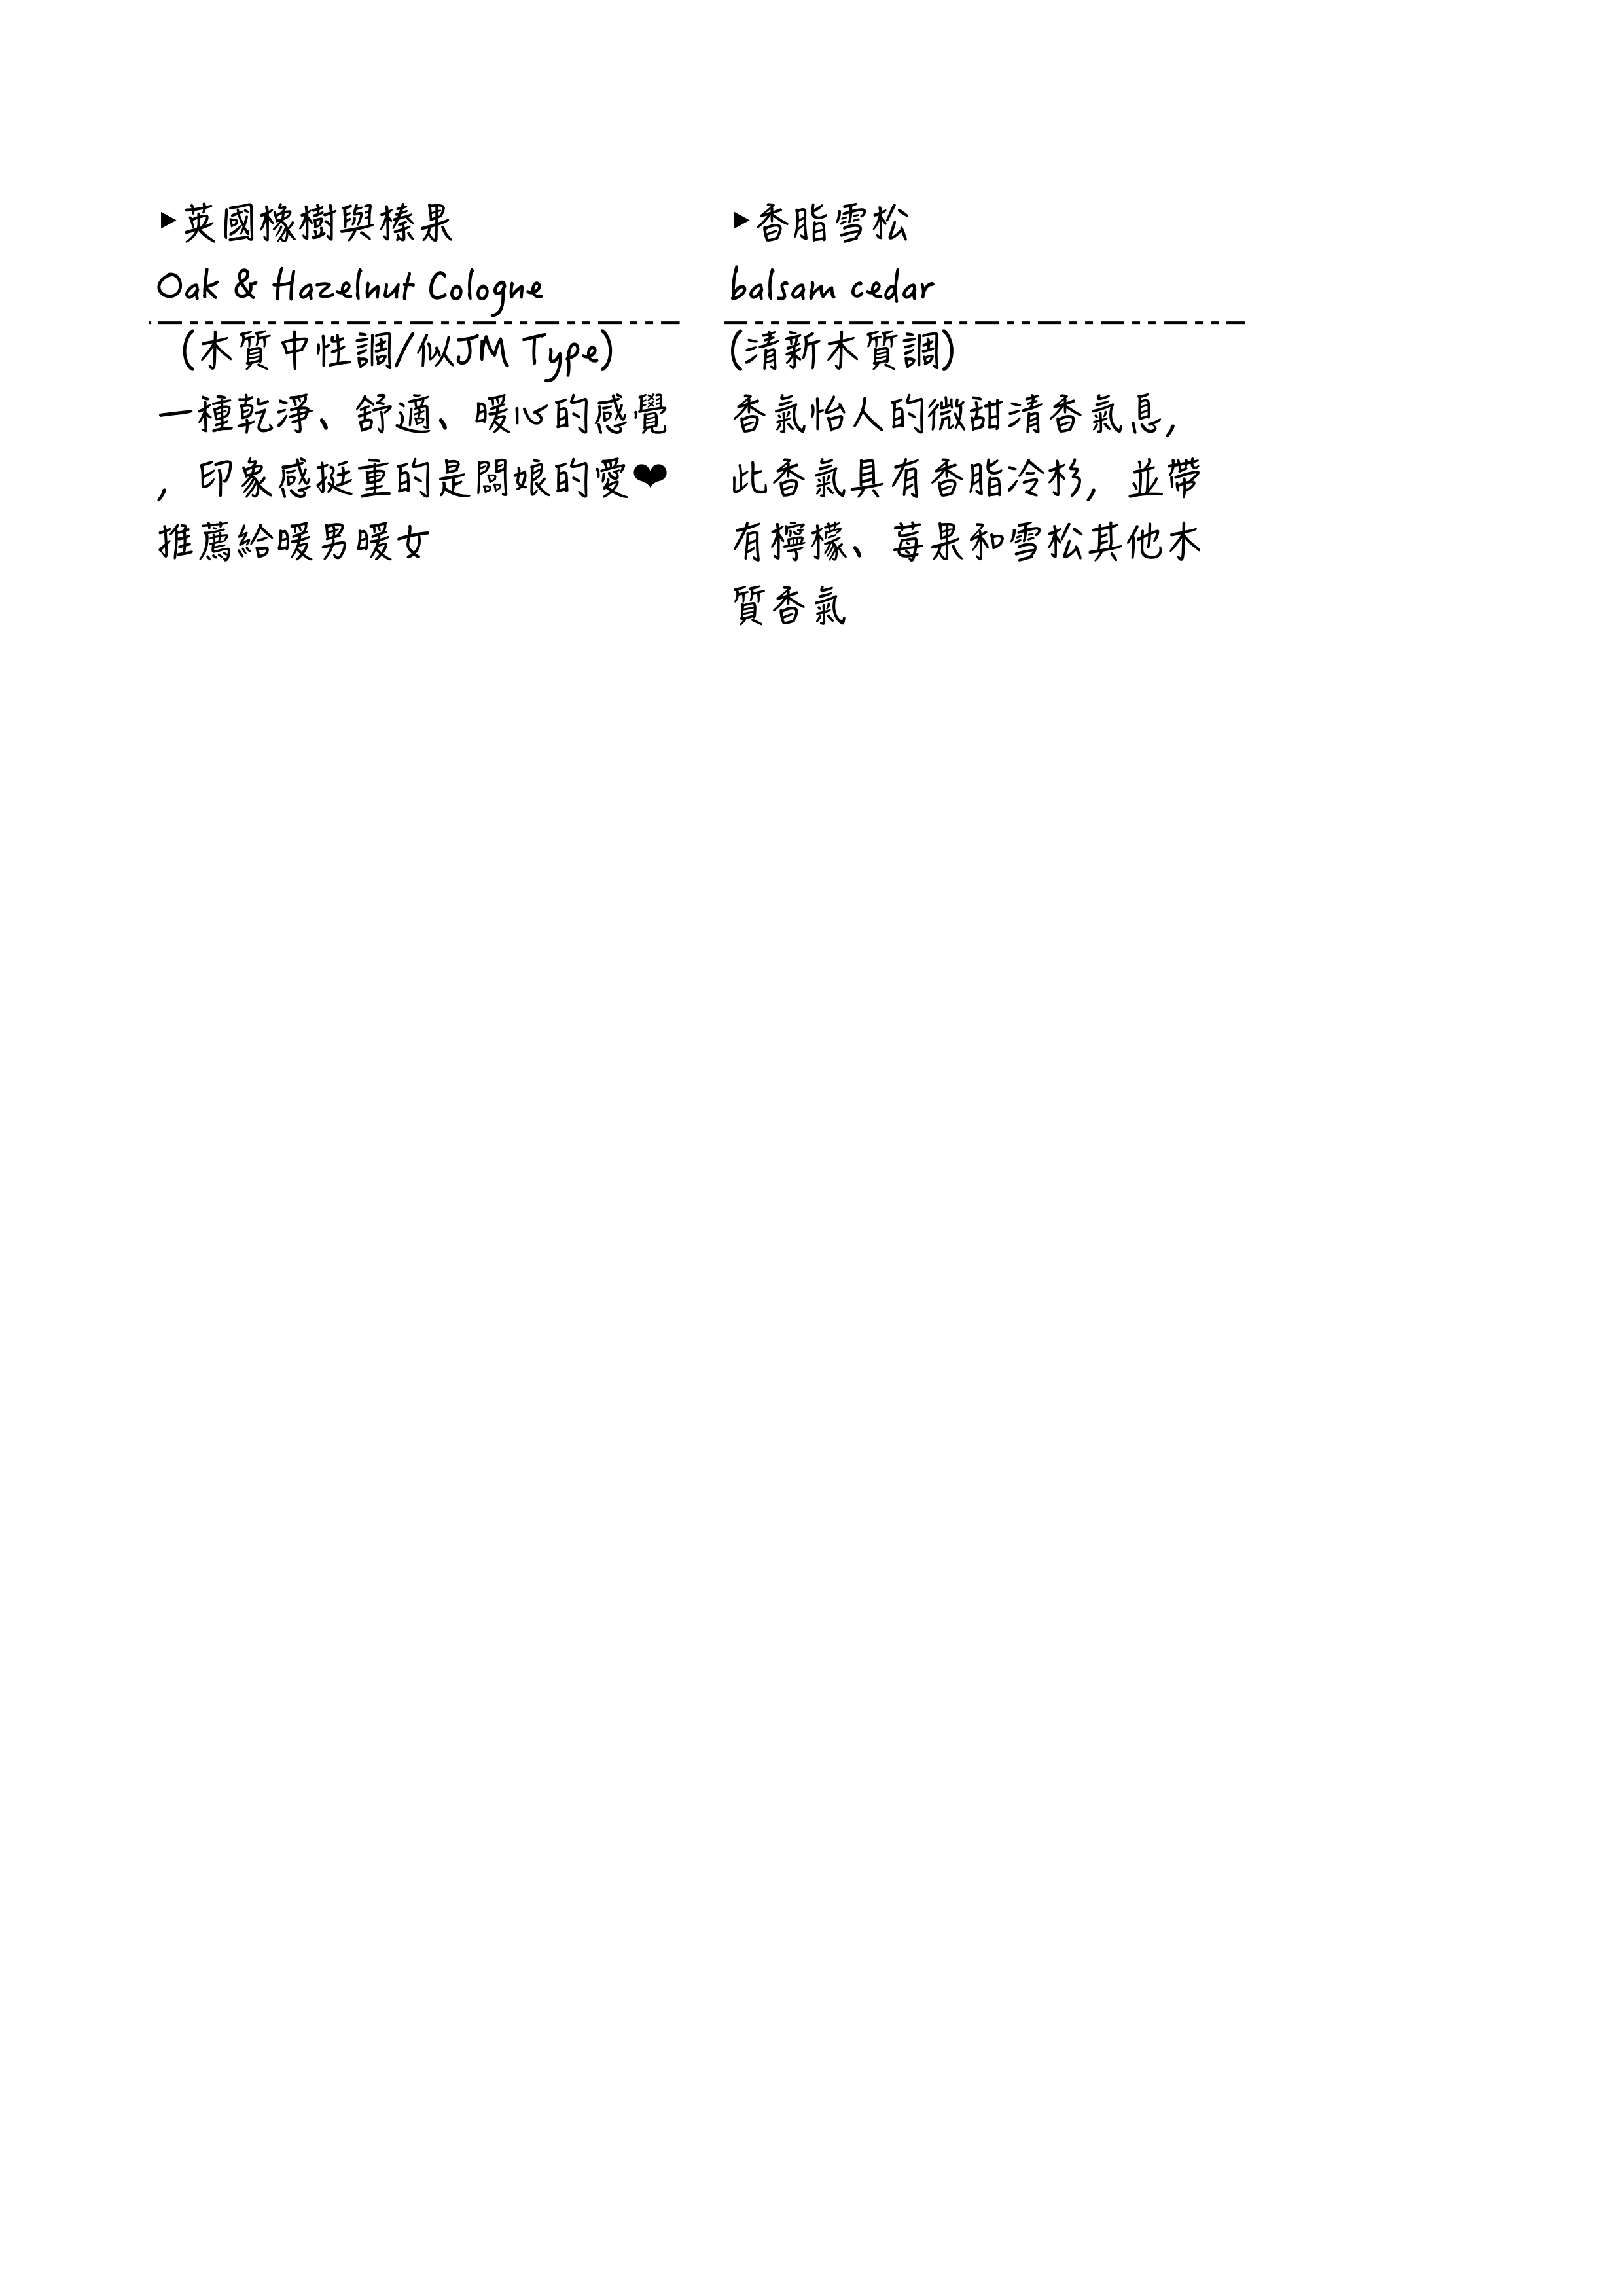 ▶英國橡樹與榛果
Oak & Hazelnut Cologne
(木質中性調/似JM Type)
一種乾淨、舒適、暖心的感覺
,印象感挺重的是闆娘的愛❤
推薦給暖男暖女
▶香脂雪松
balsam cedar
(清新木質調)
香氣怡人的微甜清香氣息,
此香氣具有香脂冷杉,並帶
有檸檬、莓果和雪松其他木
質香氣